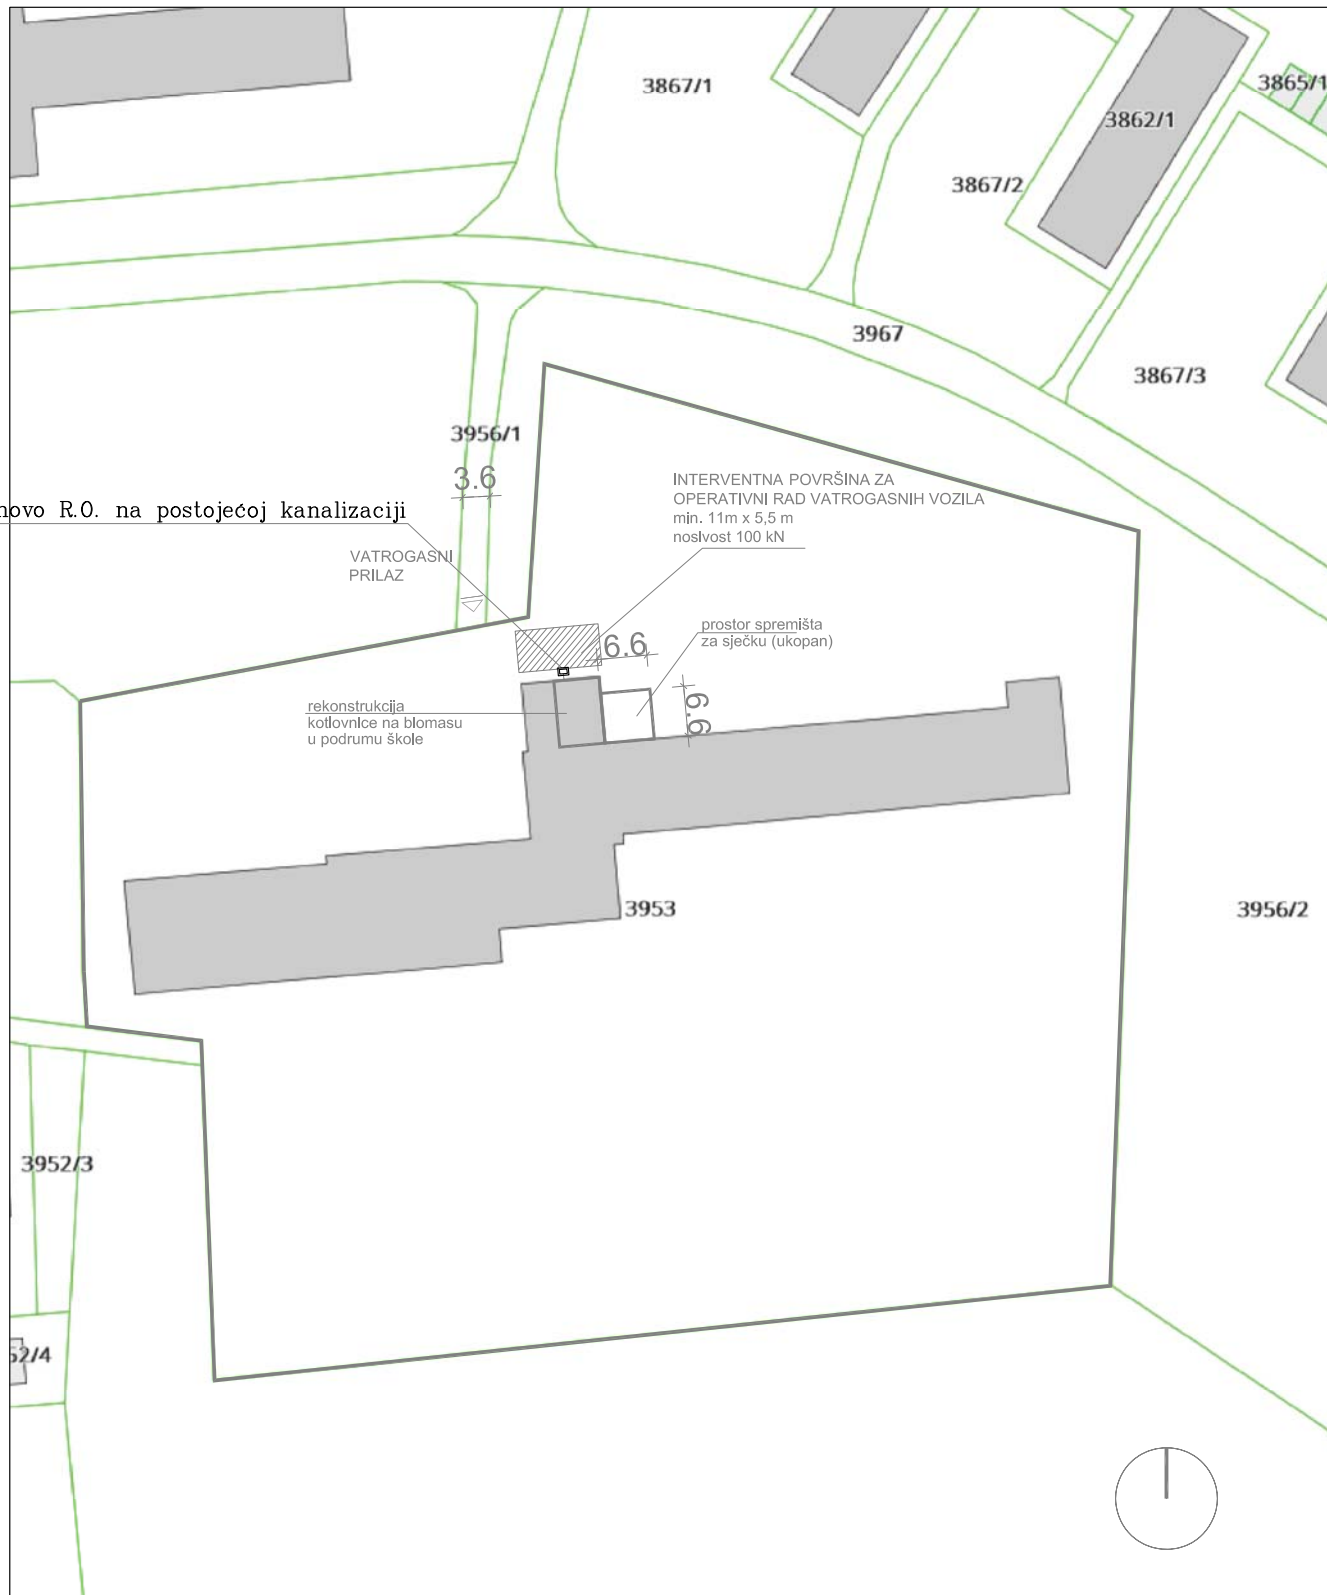 3867/1
3865/1
3862/1
3867/2
3967
3867/3
3956/1
3.6
INTERVENTNA POVRŠINA ZA
OPERATIVNI RAD VATROGASNIH VOZILA
min. 11m x 5,5 m
nosivost 100 kN
novo R.O. na postojećoj kanalizaciji
VATROGASNI
PRILAZ
prostor spremišta
za sječku (ukopan)
6.6
6.6
rekonstrukcija
kotlovnice na biomasu
u podrumu škole
3953
3956/2
3952/3
52/4